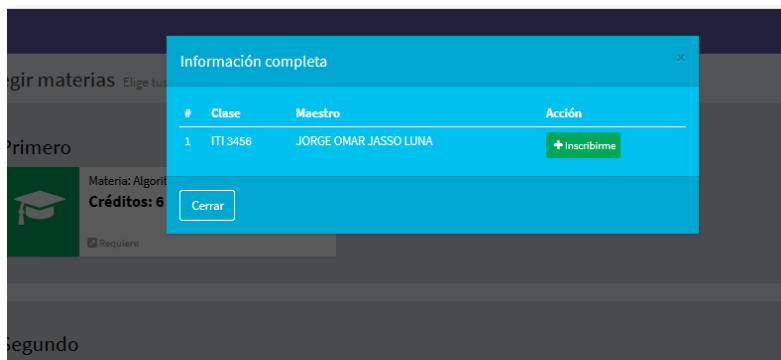 Información completa
×
egir materias Elige tus
# Clase Maestro Acción
1 ITI 3456 JORGE OMAR JASSO LUNA Inscribirme
Primero
Materia: Algorit
Créditos: 6
Cerrar
Requiere
Segundo